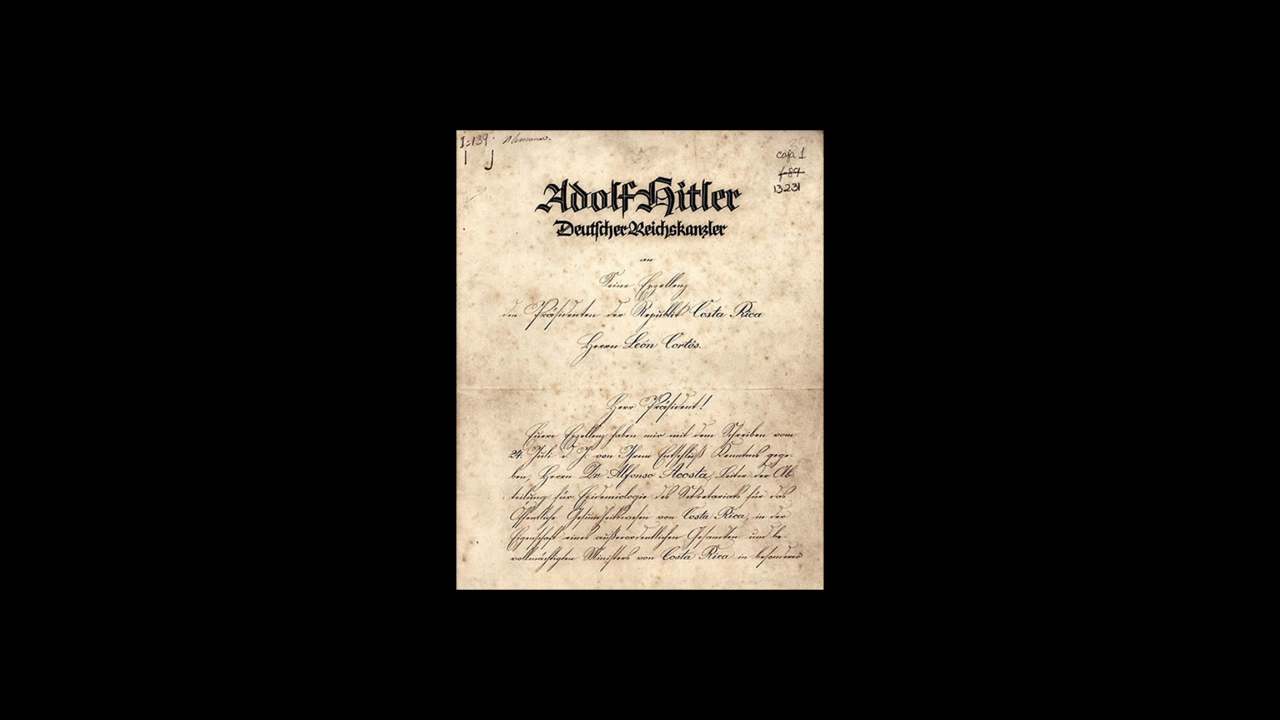 I=139.
caja 1
f-89
13231
Adolf Hitler
Deutscher Reichskanzler
an
Seine Exzellenz
den Präsidenten der Republik Costa Rica
Herrn León Cortés.
Herr Präsident!
Euere Exzellenz haben mir mit dem Schreiben vom
24. Juli d. J. von Ihrem Entschluß Kenntnis gege-
ben, Herrn Dr. Alfonso Acosta, Leiter der Ab-
teilung für Epidemiologie des Sekretariats für das
Öffentliche Gesundheitswesen von Costa Rica, in der
Eigenschaft eines außerordentlichen Gesandten und be-
vollmächtigten Ministers von Costa Rica in besonderer